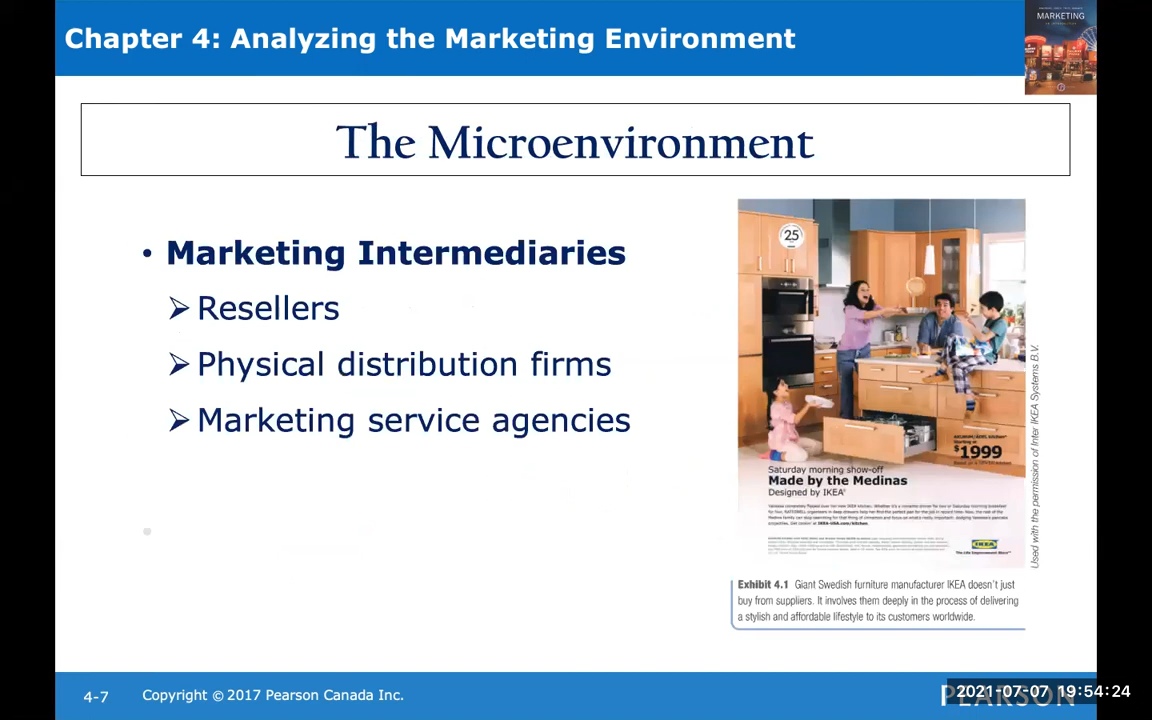 Chapter 4: Analyzing the Marketing Environment
MARKETING
The Microenvironment
• Marketing Intermediaries
➢ Resellers
➢ Physical distribution firms
➢ Marketing service agencies
25
$1999
Saturday morning show-off
Made by the Medinas
Designed by IKEA®
IKEA
Used with the permission of Inter IKEA Systems B.V.
Exhibit 4.1 Giant Swedish furniture manufacturer IKEA doesn't just
buy from suppliers. It involves them deeply in the process of delivering
a stylish and affordable lifestyle to its customers worldwide.
4-7
Copyright © 2017 Pearson Canada Inc.
PEARSON
2021-07-07 19:54:24